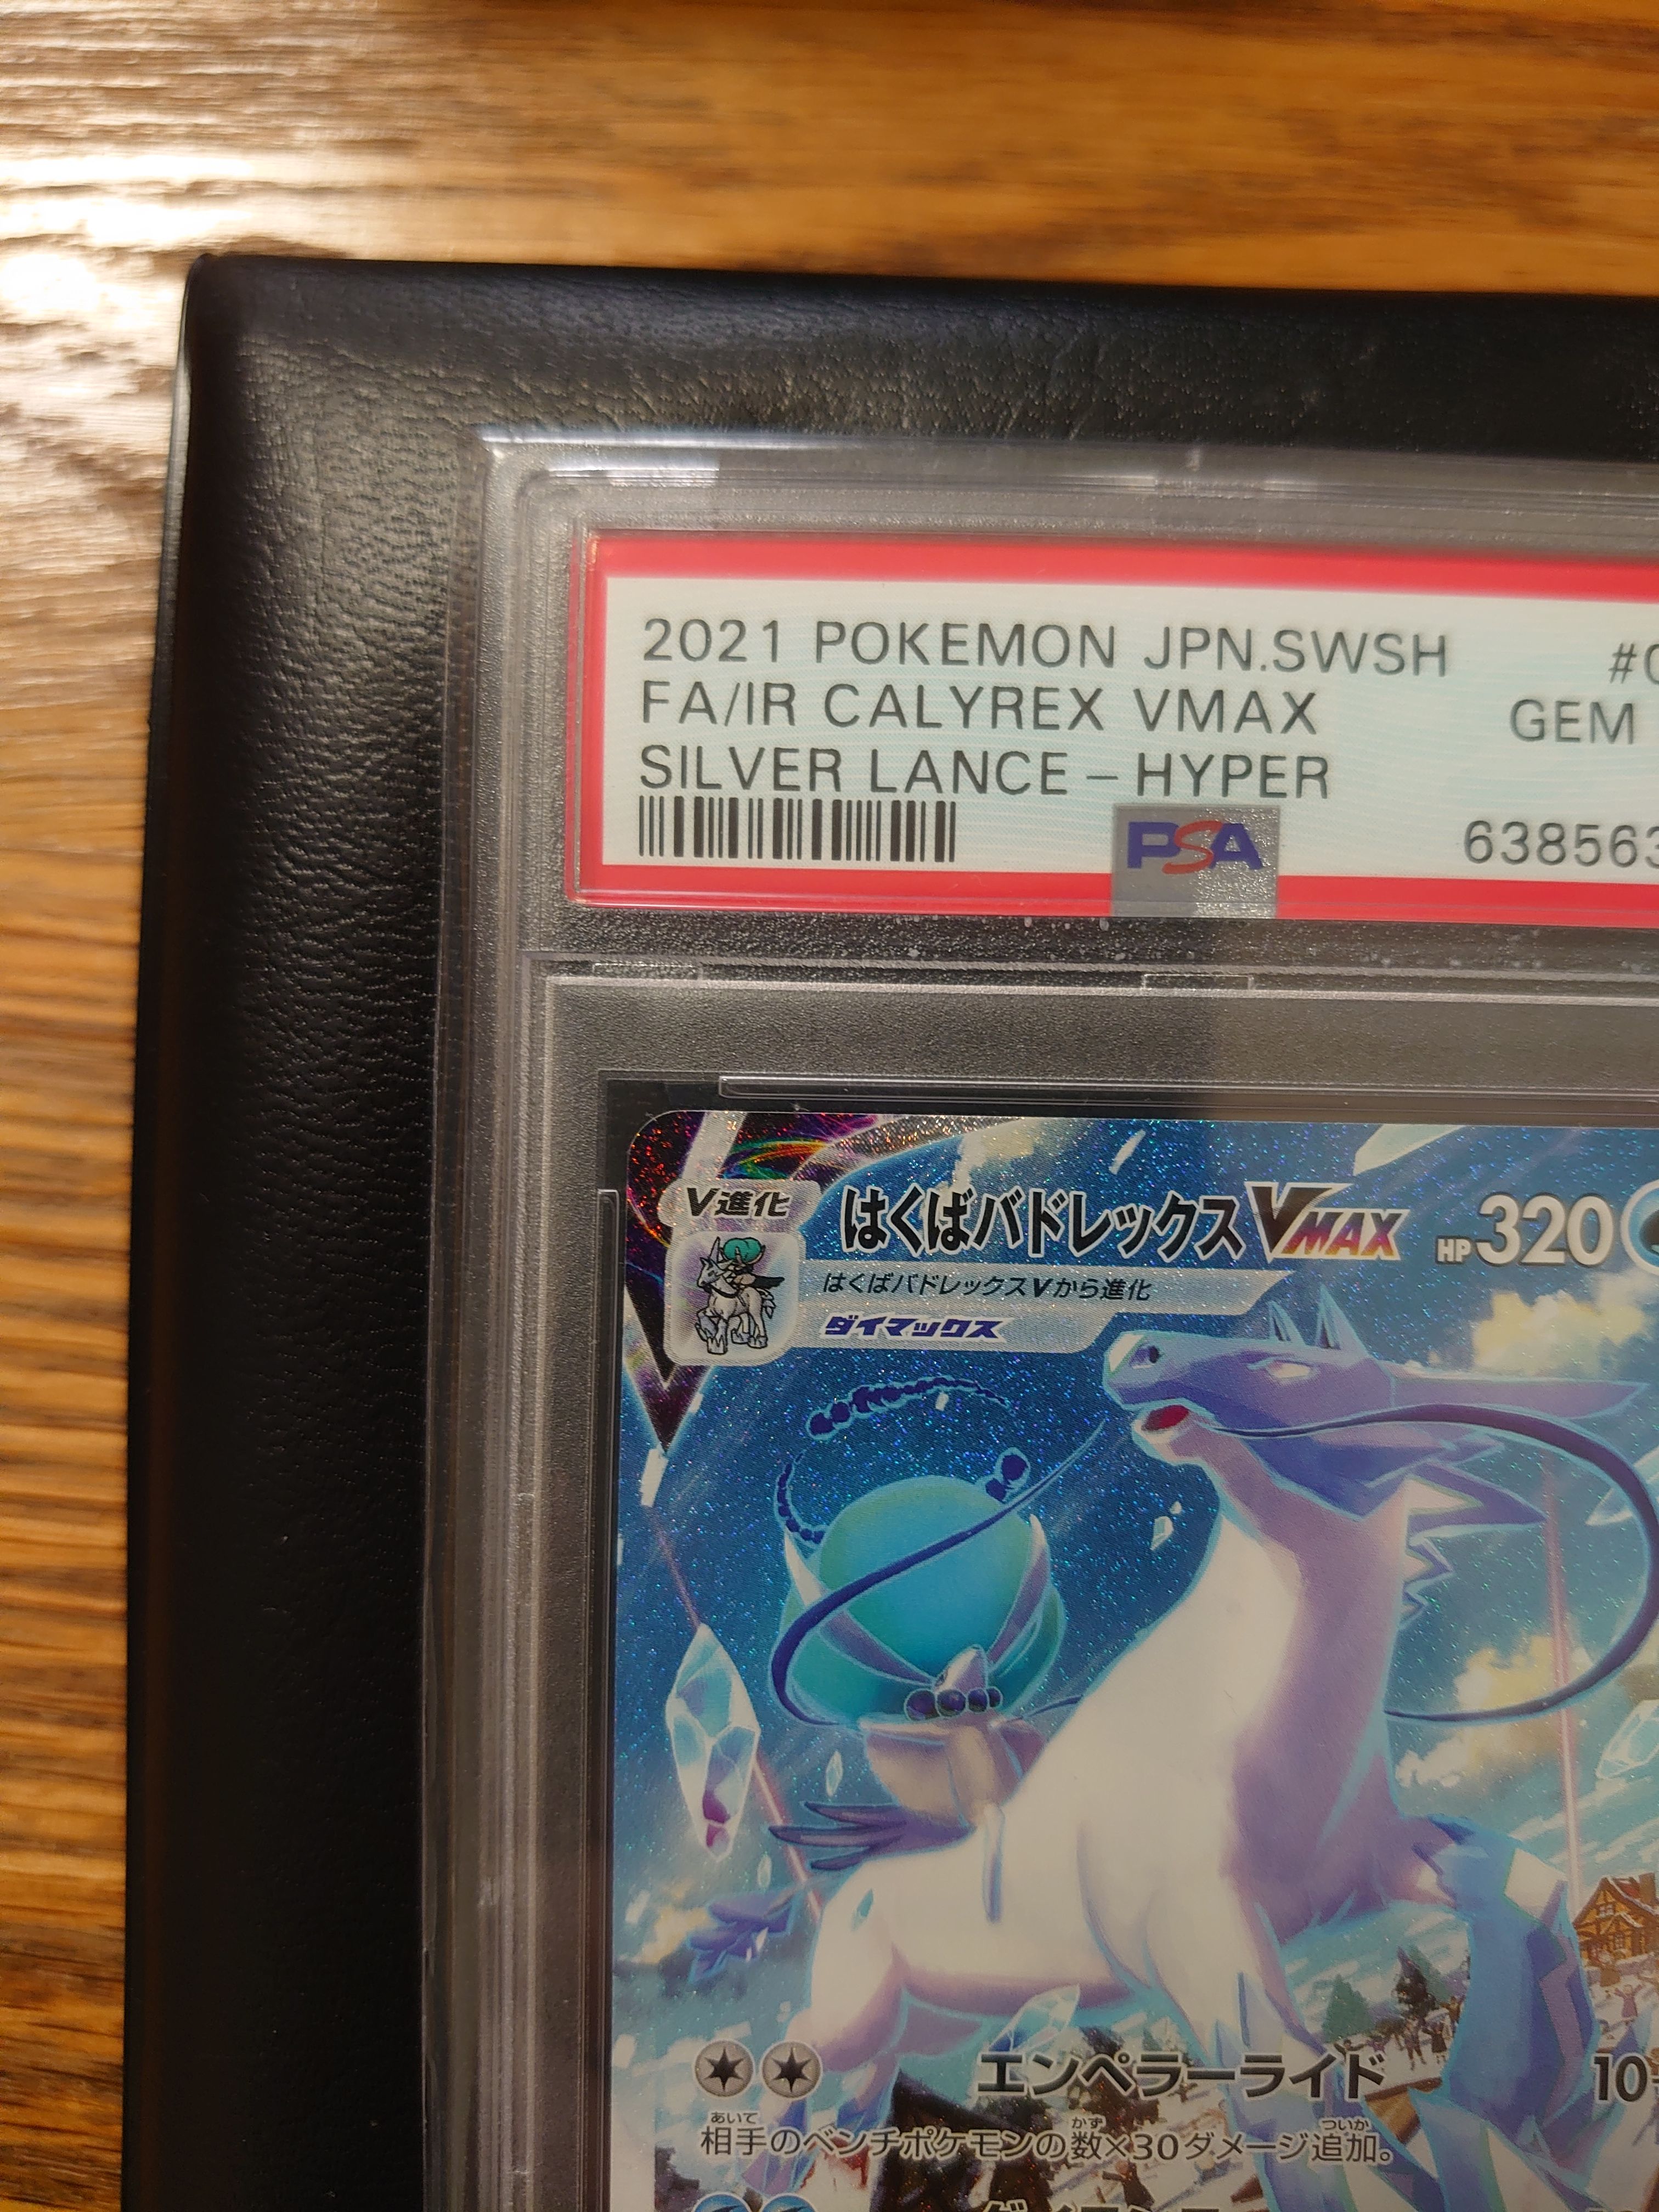 2021 POKEMON JPN.SWSH
FA/IR CALYREX VMAX GEM
SILVER LANCE – HYPER
PSA
V進化
はくばバドレックスVMAX HP320
はくばバドレックスVから進化
ダイマックス
エンペラーライド
あいて かず ついか
相手のベンチポケモンの数×30ダメージ追加。